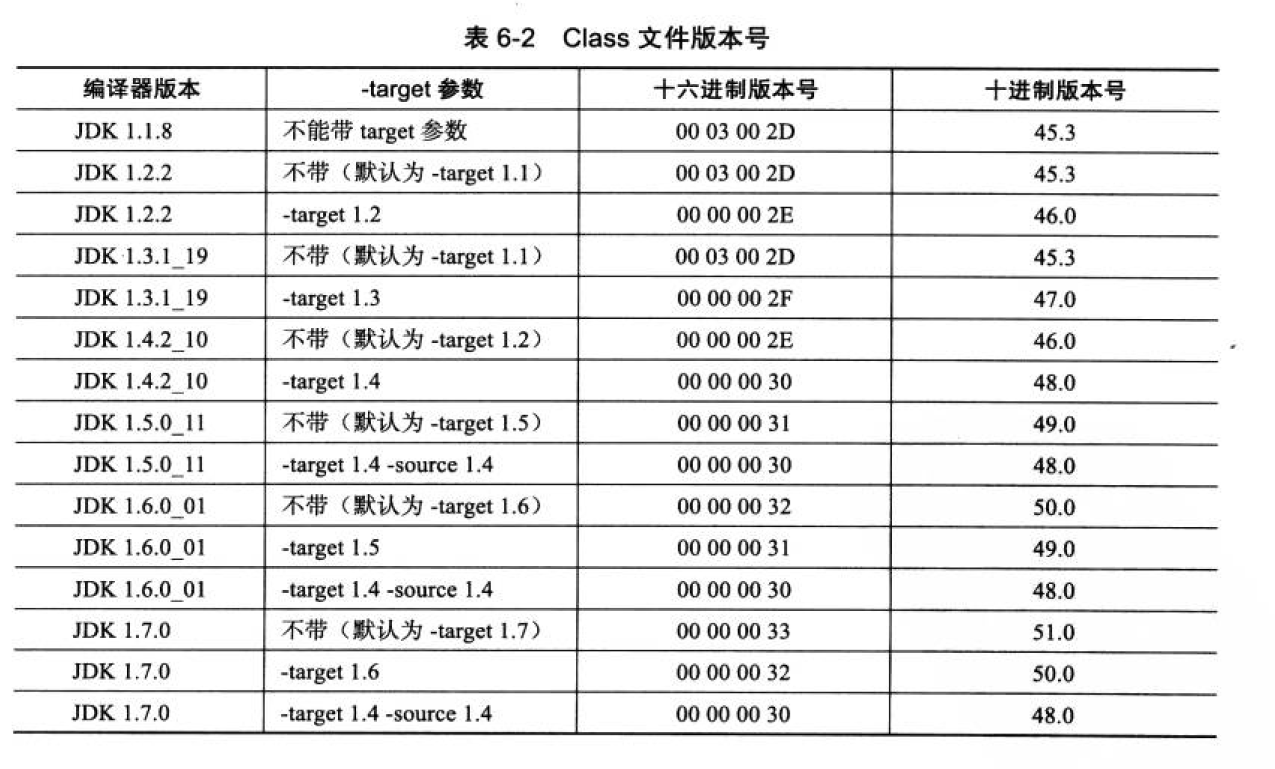 表 6-2 Class 文件版本号
编译器版本 -target 参数 十六进制版本号 十进制版本号
JDK 1.1.8 不能带 target 参数 00 03 00 2D 45.3
JDK 1.2.2 不带（默认为 -target 1.1） 00 03 00 2D 45.3
JDK 1.2.2 -target 1.2 00 00 00 2E 46.0
JDK 1.3.1_19 不带（默认为 -target 1.1） 00 03 00 2D 45.3
JDK 1.3.1_19 -target 1.3 00 00 00 2F 47.0
JDK 1.4.2_10 不带（默认为 -target 1.2） 00 00 00 2E 46.0
JDK 1.4.2_10 -target 1.4 00 00 00 30 48.0
JDK 1.5.0_11 不带（默认为 -target 1.5） 00 00 00 31 49.0
JDK 1.5.0_11 -target 1.4 -source 1.4 00 00 00 30 48.0
JDK 1.6.0_01 不带（默认为 -target 1.6） 00 00 00 32 50.0
JDK 1.6.0_01 -target 1.5 00 00 00 31 49.0
JDK 1.6.0_01 -target 1.4 -source 1.4 00 00 00 30 48.0
JDK 1.7.0 不带（默认为 -target 1.7） 00 00 00 33 51.0
JDK 1.7.0 -target 1.6 00 00 00 32 50.0
JDK 1.7.0 -target 1.4 -source 1.4 00 00 00 30 48.0